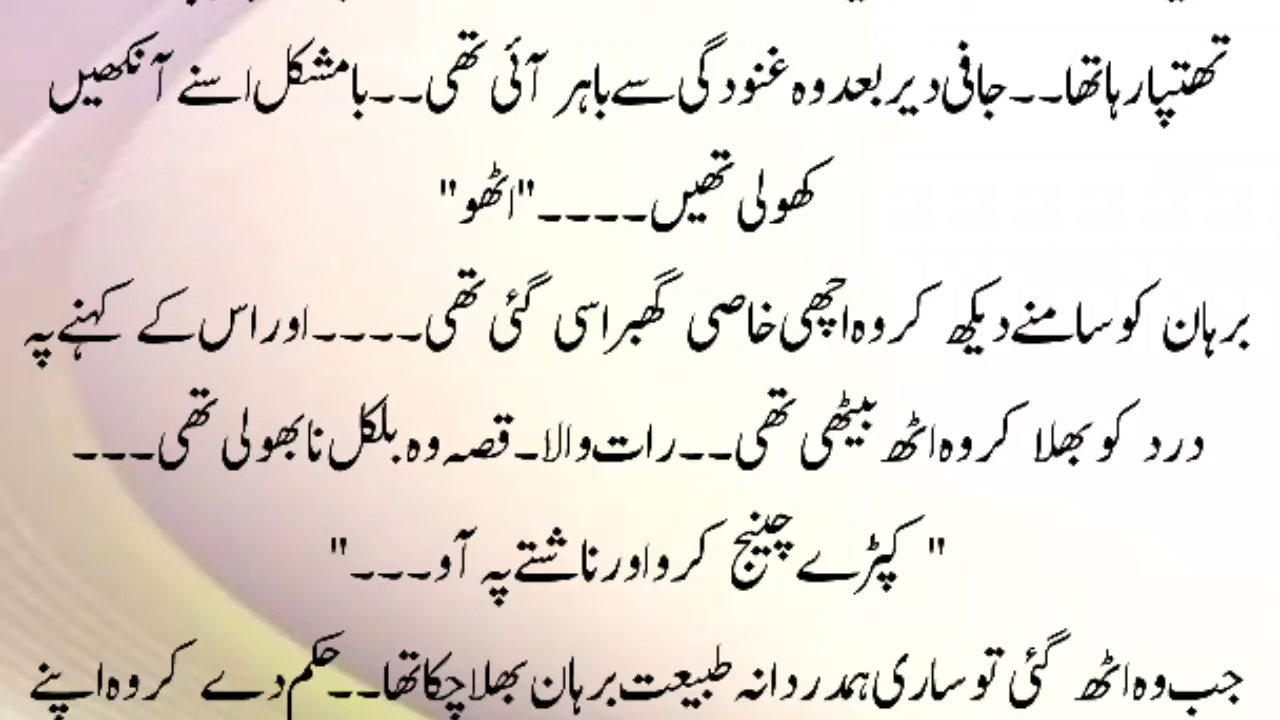 تھتپا رہا تھا۔۔جافی دیر بعد وہ غنودگی سے باہر آئی تھی۔۔بامشکل اسنے آنکھیں
کھولی تھیں۔۔۔۔"اٹھو"
برہان کو سامنے دیکھ کر وہ اچھی خاصی گھبرا سی گئی تھی۔۔۔۔اور اس کے کہنے پہ
درد کو بھلا کر وہ اٹھ بیٹھی تھی۔۔رات والا۔قصہ وہ بلکل نا بھولی تھی۔۔۔
" کپڑے چینج کرو اور ناشتے پہ آو۔۔۔"
جب وہ اٹھ گئی تو ساری ہمدردانہ طبیعت برہان بھلا چکا تھا۔۔حکم دے کر وہ اپنے